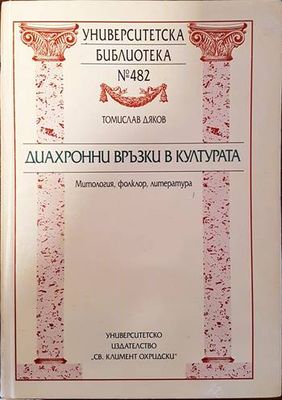 УНИВЕРСИТЕТСКА
БИБЛИОТЕКА
№482
ТОМИСЛАВ ДЯКОВ
ДИАХРОННИ ВРЪЗКИ В КУЛТУРАТА
Митология, фолклор, литература
УНИВЕРСИТЕТСКО
ИЗДАТЕЛСТВО
„СВ. КЛИМЕНТ ОХРИДСКИ"